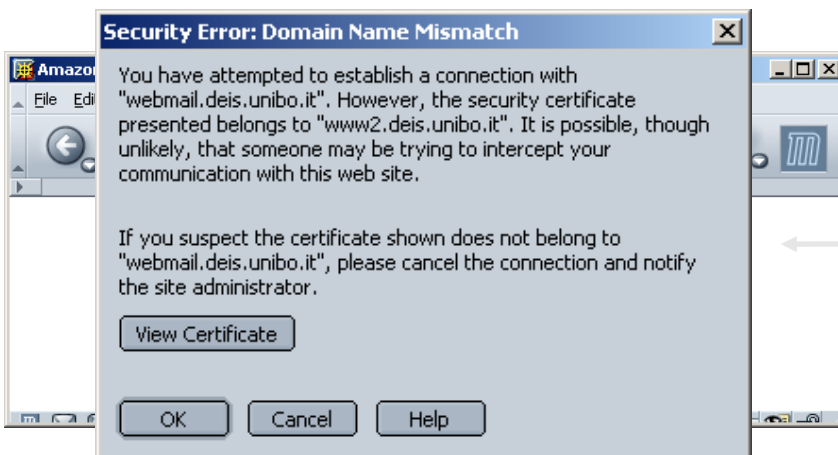 Security Error: Domain Name Mismatch
Amazo
File Edi
You have attempted to establish a connection with
"webmail.deis.unibo.it". However, the security certificate
presented belongs to "www2.deis.unibo.it". It is possible, though
unlikely, that someone may be trying to intercept your
communication with this web site.
If you suspect the certificate shown does not belong to
"webmail.deis.unibo.it", please cancel the connection and notify
the site administrator.
View Certificate
OK Cancel Help